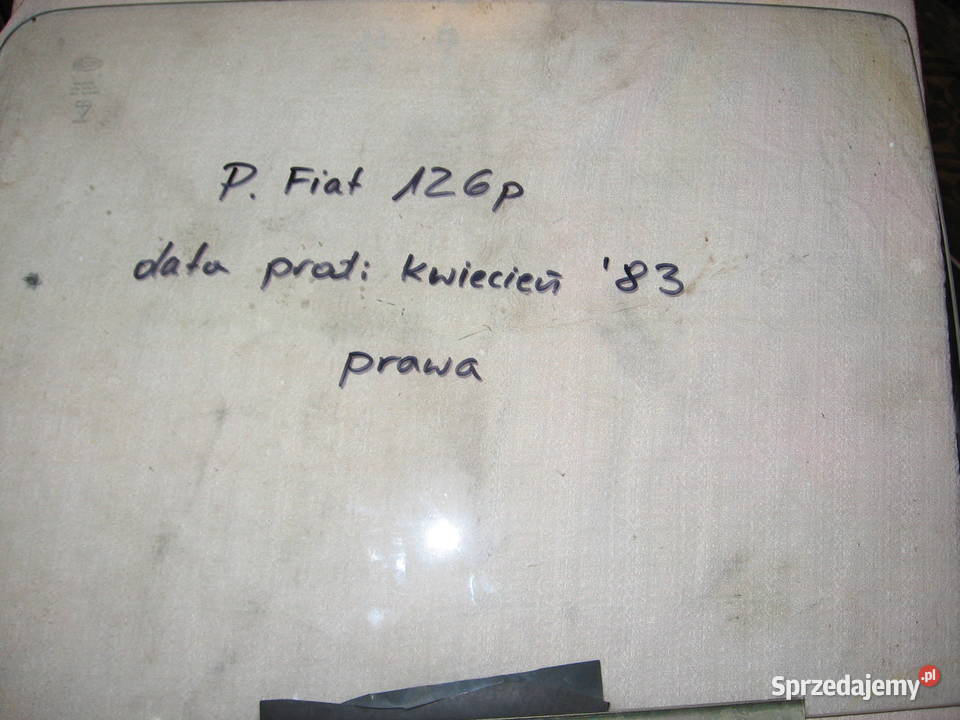 P. Fiat 126p
data prod: kwiecień '83
prawa
Sprzedajemy.pl